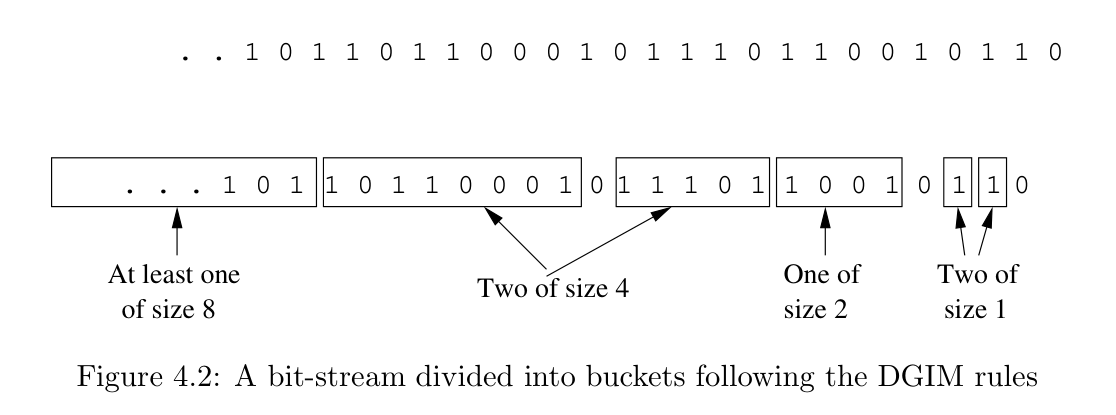 . . 1 0 1 1 0 1 1 0 0 0 1 0 1 1 1 0 1 1 0 0 1 0 1 1 0
. . . 1 0 1 1 0 1 1 0 0 0 1 0 1 1 1 0 1 1 0 0 1 0 1 1 0
At least one
of size 8
Two of size 4
One of
size 2
Two of
size 1
Figure 4.2: A bit-stream divided into buckets following the DGIM rules